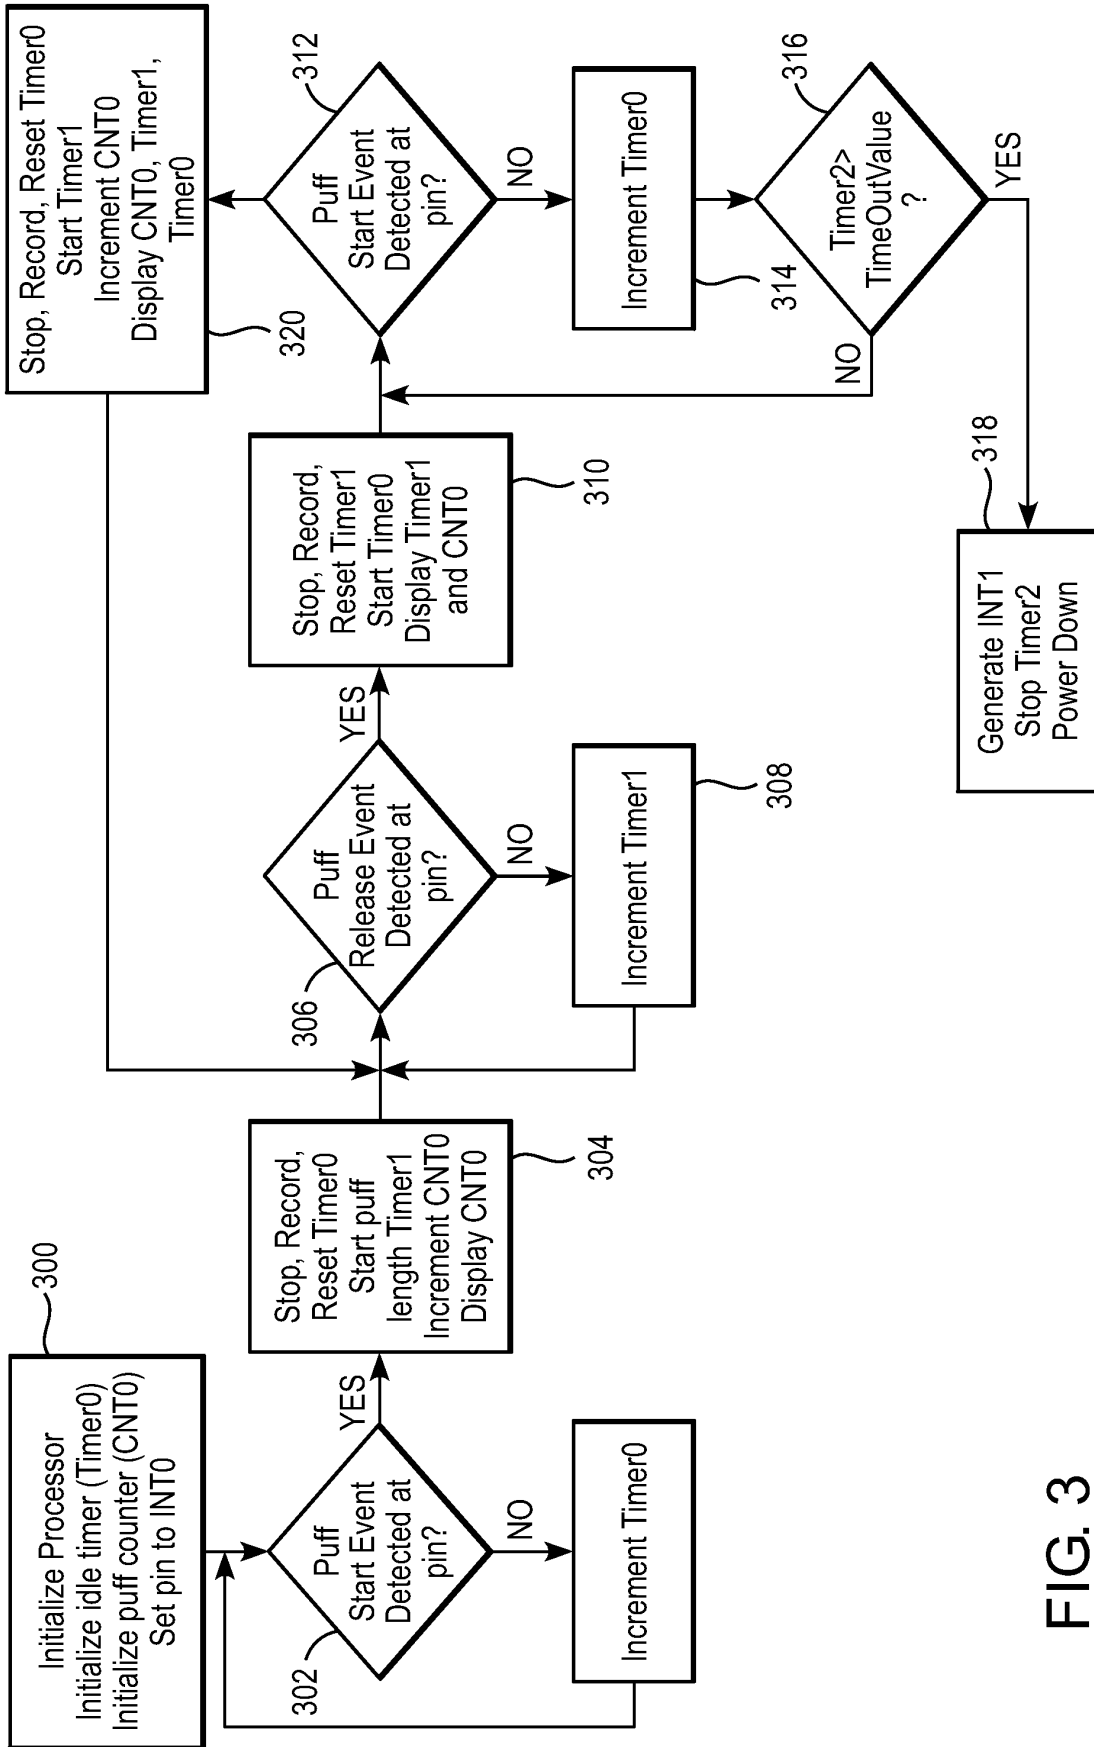 Initialize Processor
Initialize idle timer (Timer0)
Initialize puff counter (CNT0)
Set pin to INT0
300
Puff
Start Event
Detected at
pin?
302
YES
NO
Increment Timer0
Stop, Record,
Reset Timer0
Start puff
length Timer1
Increment CNT0
Display CNT0
304
Puff
Release Event
Detected at
pin?
306
YES
NO
Increment Timer1
308
Stop, Record,
Reset Timer1
Start Timer0
Display Timer1
and CNT0
310
Puff
Start Event
Detected at
pin?
312
NO
Increment Timer0
314
Timer2>
TimeOutValue
?
316
NO
YES
Generate INT1
Stop Timer2
Power Down
318
Stop, Record, Reset Timer0
Start Timer1
Increment CNT0
Display CNT0, Timer1,
Timer0
320
FIG. 3